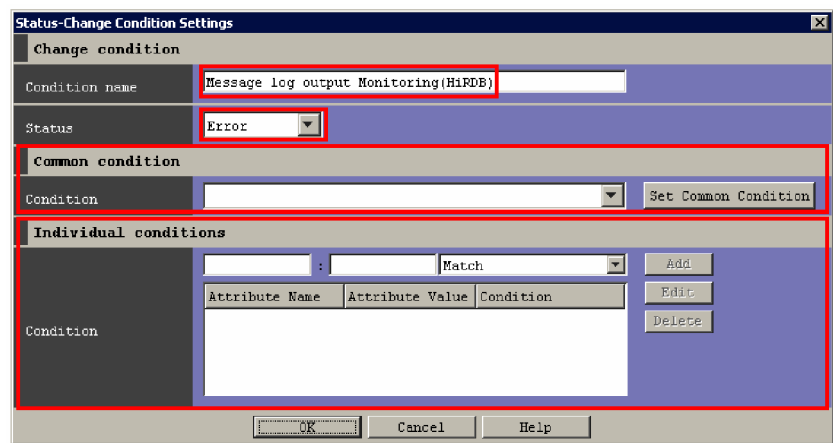 Status-Change Condition Settings
Change condition
Condition name Message log output Monitoring(HiRDB)
Status Error
Common condition
Condition Set Common Condition
Individual conditions
: Match Add
Attribute Name Attribute Value Condition Edit
Delete
Condition
OK Cancel Help